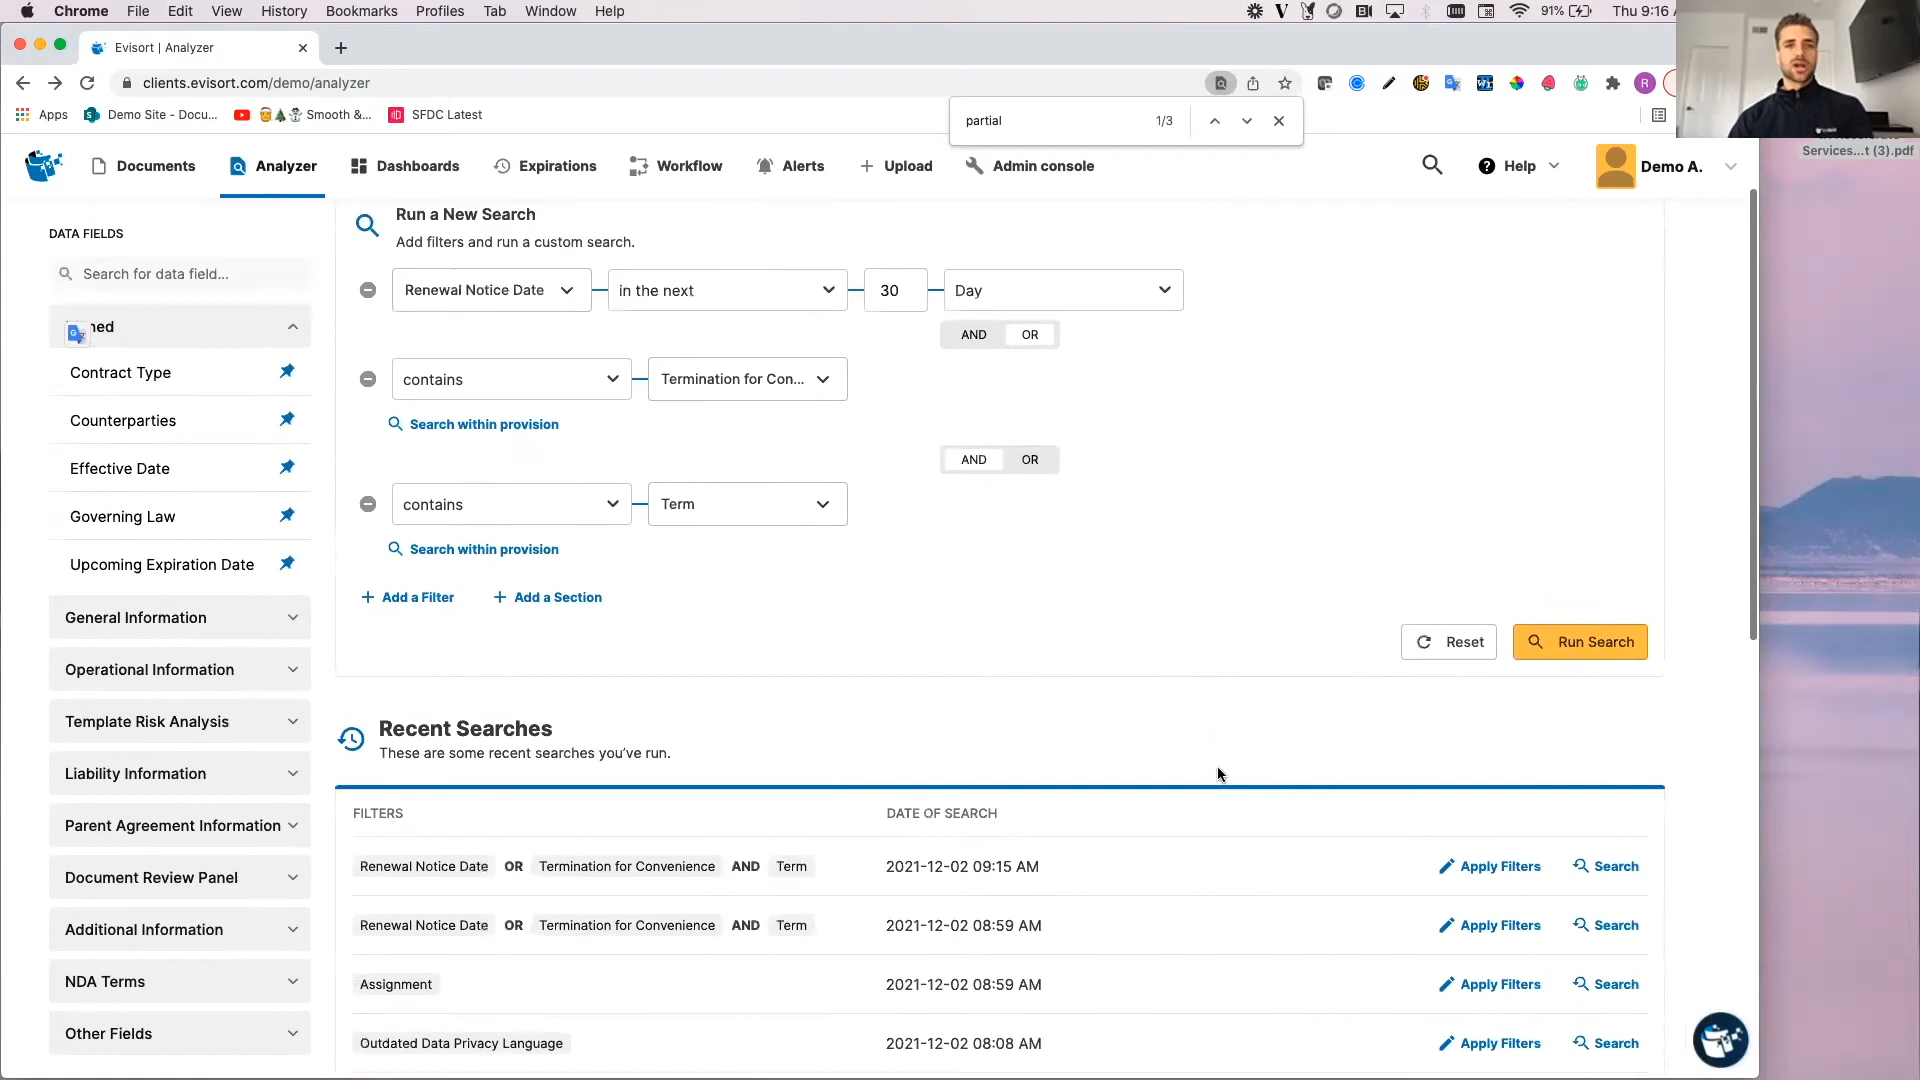 Chrome File Edit View History Bookmarks Profiles Tab Window Help 91% Thu 9:16
Evisort | Analyzer
clients.evisort.com/demo/analyzer
Apps Demo Site - Docu... Smooth &... SFDC Latest
partial 1/3
Services...t (3).pdf
Documents Analyzer Dashboards Expirations Workflow Alerts Upload Admin console Help Demo A.
DATA FIELDS
Search for data field...
ned
Contract Type
Counterparties
Effective Date
Governing Law
Upcoming Expiration Date
General Information
Operational Information
Template Risk Analysis
Liability Information
Parent Agreement Information
Document Review Panel
Additional Information
NDA Terms
Other Fields
Run a New Search
Add filters and run a custom search.
Renewal Notice Date in the next 30 Day
AND OR
contains Termination for Con...
Search within provision
AND OR
contains Term
Search within provision
+ Add a Filter + Add a Section
Reset Run Search
Recent Searches
These are some recent searches you've run.
FILTERS DATE OF SEARCH
Renewal Notice Date OR Termination for Convenience AND Term 2021-12-02 09:15 AM Apply Filters Search
Renewal Notice Date OR Termination for Convenience AND Term 2021-12-02 08:59 AM Apply Filters Search
Assignment 2021-12-02 08:59 AM Apply Filters Search
Outdated Data Privacy Language 2021-12-02 08:08 AM Apply Filters Search